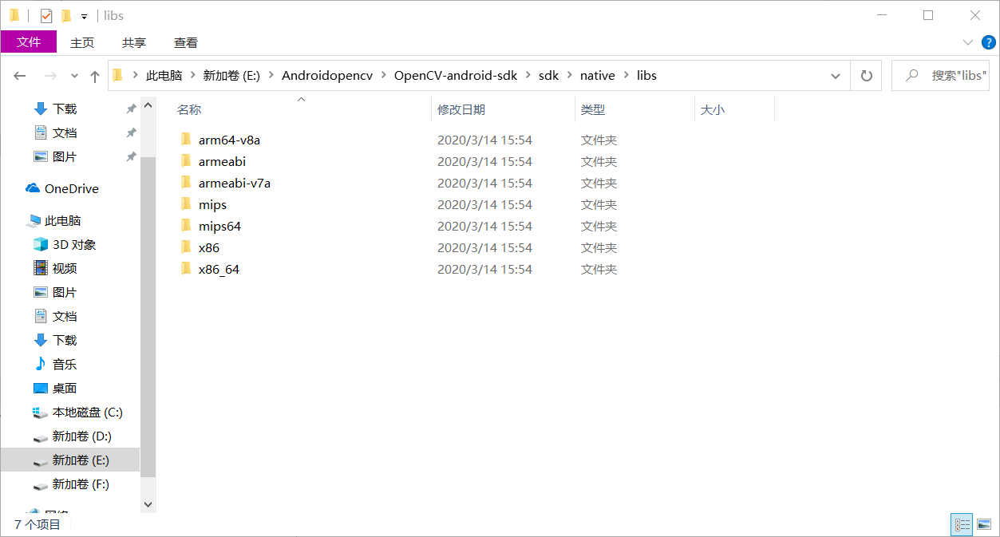 libs
文件 主页 共享 查看
此电脑 新加卷 (E:) Androidopencv OpenCV-android-sdk sdk native libs 搜索"libs"
名称 修改日期 类型 大小
下载
文档
图片
OneDrive
此电脑
3D 对象
视频
图片
文档
下载
音乐
桌面
本地磁盘 (C:)
新加卷 (D:)
新加卷 (E:)
新加卷 (F:)
网络
arm64-v8a 2020/3/14 15:54 文件夹
armeabi 2020/3/14 15:54 文件夹
armeabi-v7a 2020/3/14 15:54 文件夹
mips 2020/3/14 15:54 文件夹
mips64 2020/3/14 15:54 文件夹
x86 2020/3/14 15:54 文件夹
x86_64 2020/3/14 15:54 文件夹
7 个项目